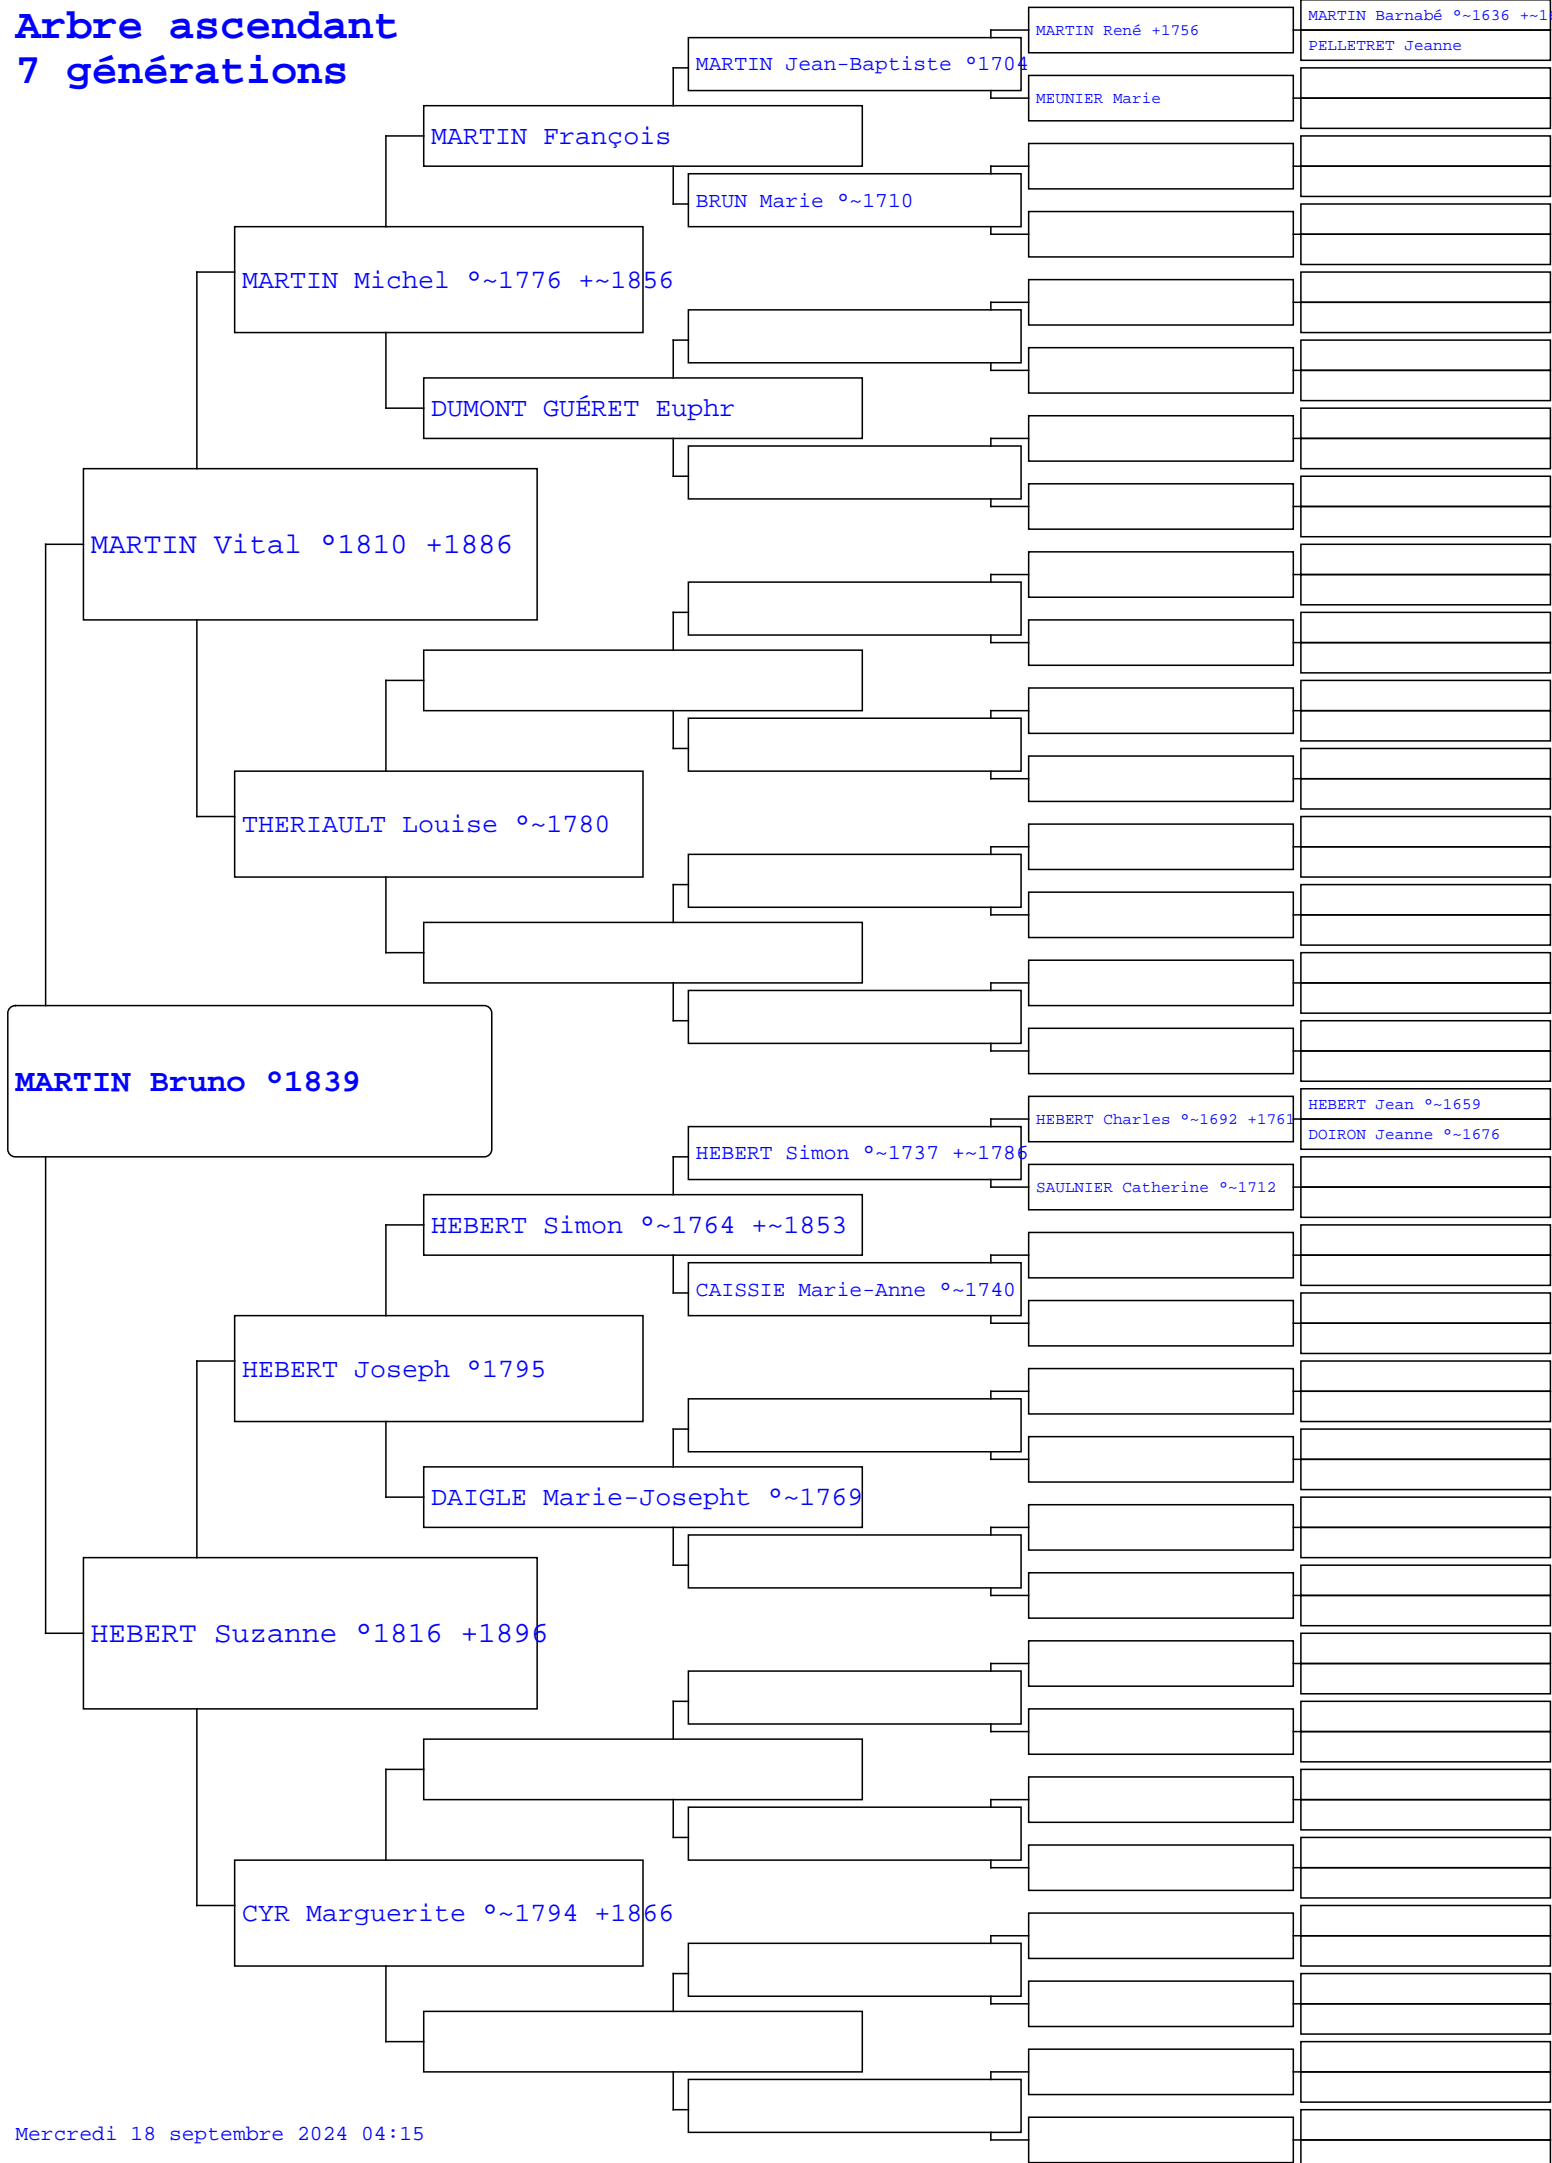 Arbre ascendant
7 générations
MARTIN Barnabé °~1636 +~1
MARTIN René +1756
PELLETRET Jeanne
MARTIN Jean-Baptiste °1704
MEUNIER Marie
MARTIN François
BRUN Marie °~1710
MARTIN Michel °~1776 +~1856
DUMONT GUÉRET Euphr
MARTIN Vital °1810 +1886
THERIAULT Louise °~1780
MARTIN Bruno °1839
HEBERT Jean °~1659
HEBERT Charles °~1692 +1761
DOIRON Jeanne °~1676
HEBERT Simon °~1737 +~1786
SAULNIER Catherine °~1712
HEBERT Simon °~1764 +~1853
CAISSIE Marie-Anne °~1740
HEBERT Joseph °1795
DAIGLE Marie-Josepht °~1769
HEBERT Suzanne °1816 +1896
CYR Marguerite °~1794 +1866
Mercredi 18 septembre 2024 04:15